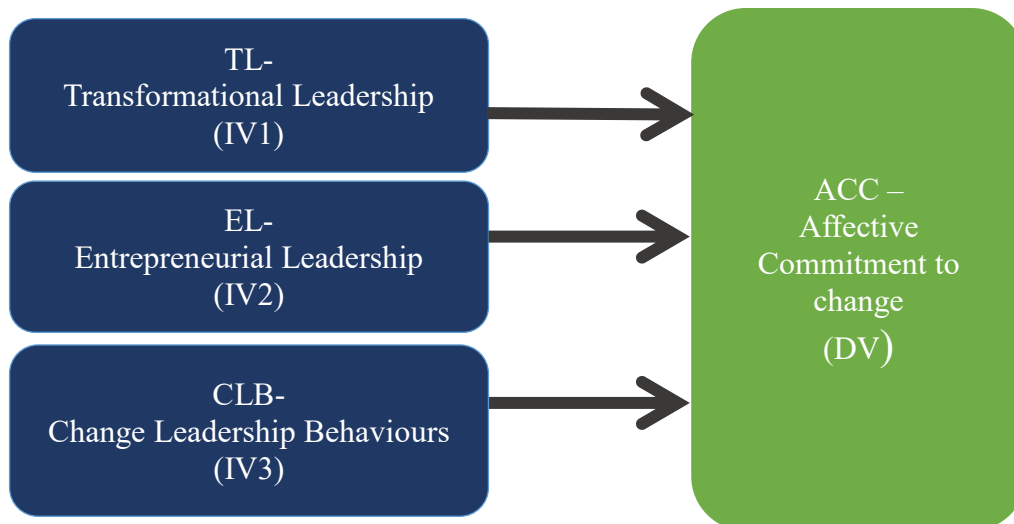 TL-
Transformational Leadership
(IV1)
EL-
Entrepreneurial Leadership
(IV2)
CLB-
Change Leadership Behaviours
(IV3)
ACC –
Affective
Commitment to
change
(DV)